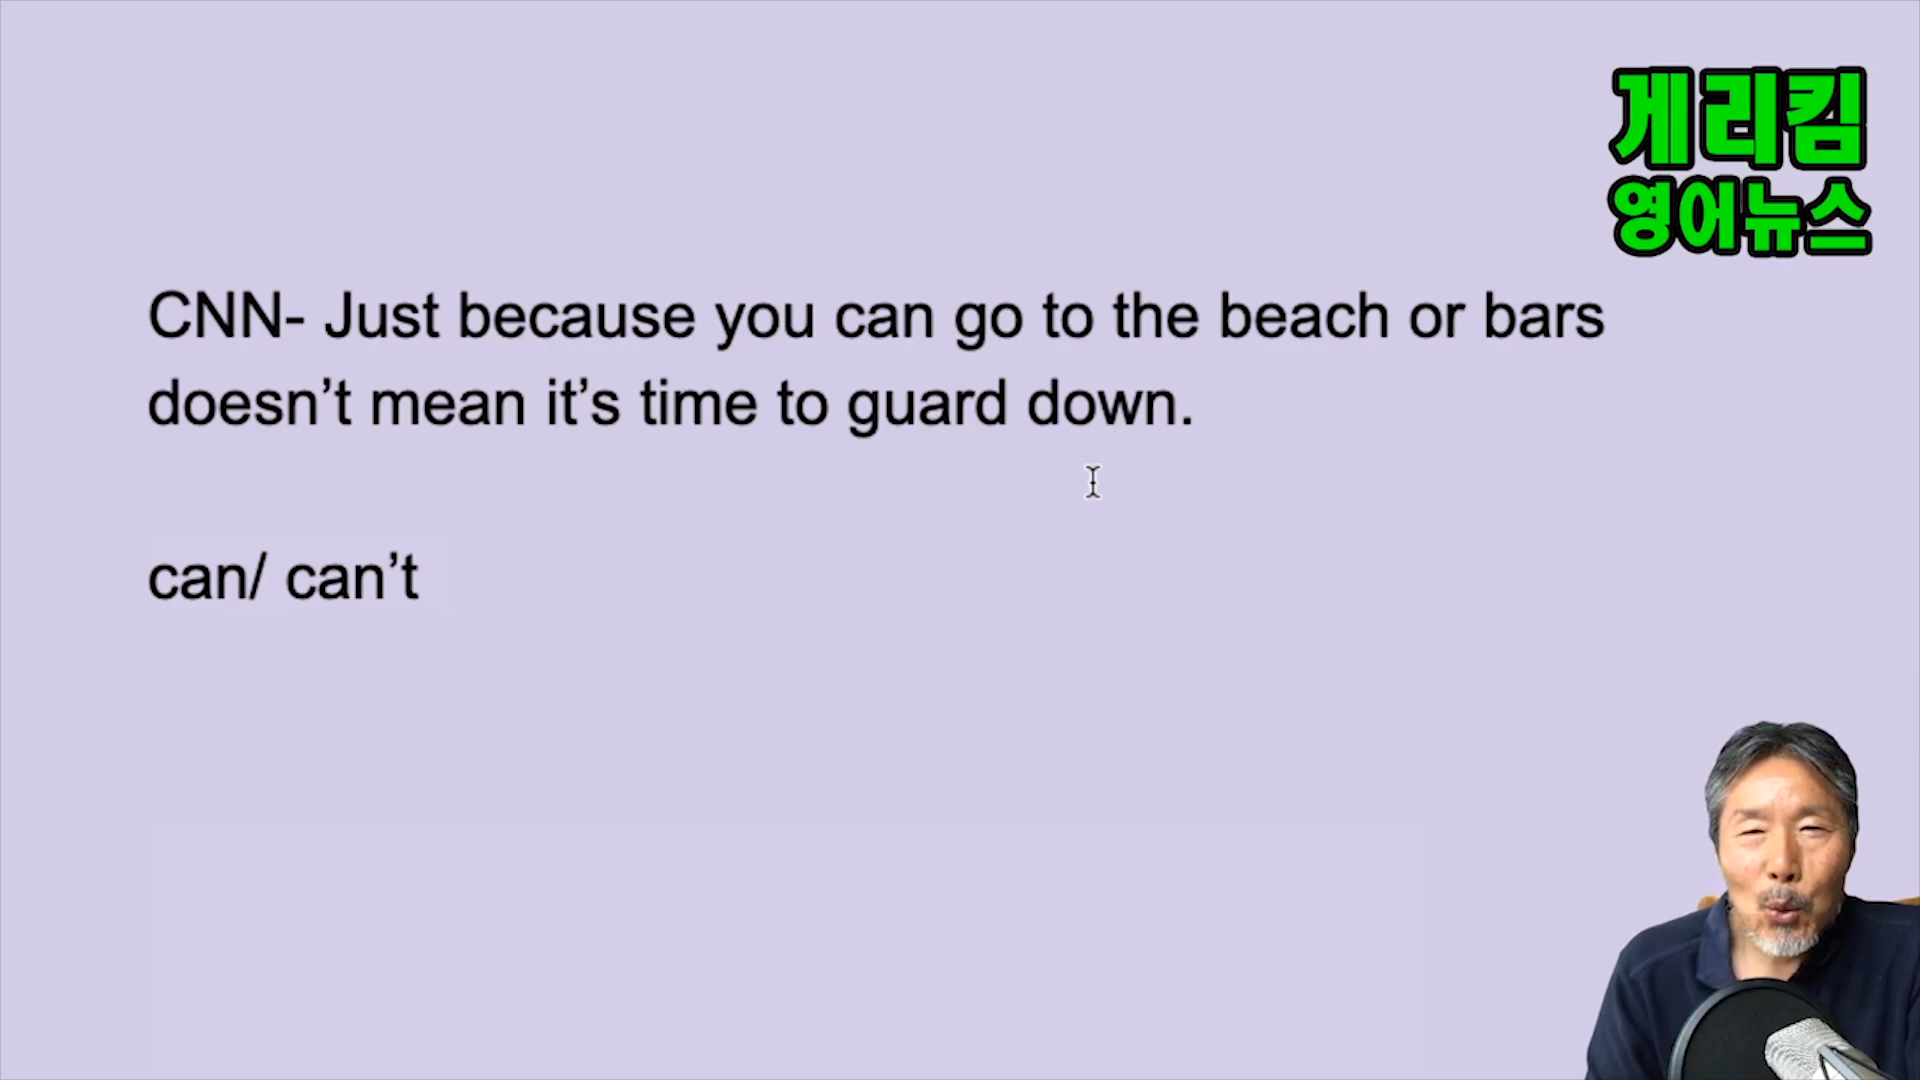 게리킴
영어뉴스
CNN- Just because you can go to the beach or bars
doesn’t mean it’s time to guard down.
can/ can’t